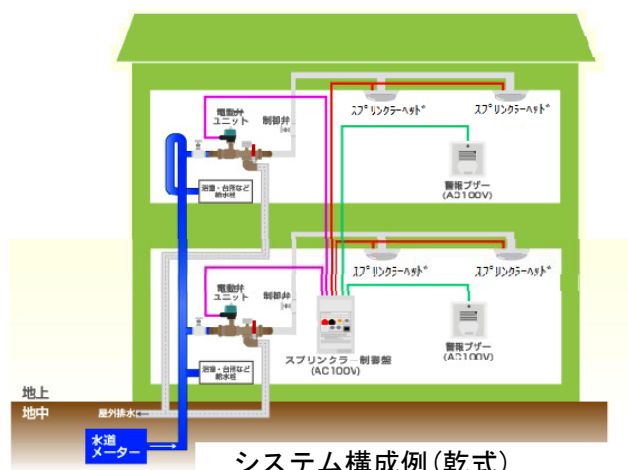 電動弁
ユニット
制御弁
スプリンクラーヘッド
スプリンクラーヘッド
浴室・台所など
給水栓
警報ブザー
(AC100V)
電動弁
ユニット
制御弁
スプリンクラーヘッド
スプリンクラーヘッド
スプリンクラー制御盤
(AC100V)
警報ブザー
(AC100V)
浴室・台所など
給水栓
地上
地中
屋外排水
水道
メーター
システム構成例(乾式)